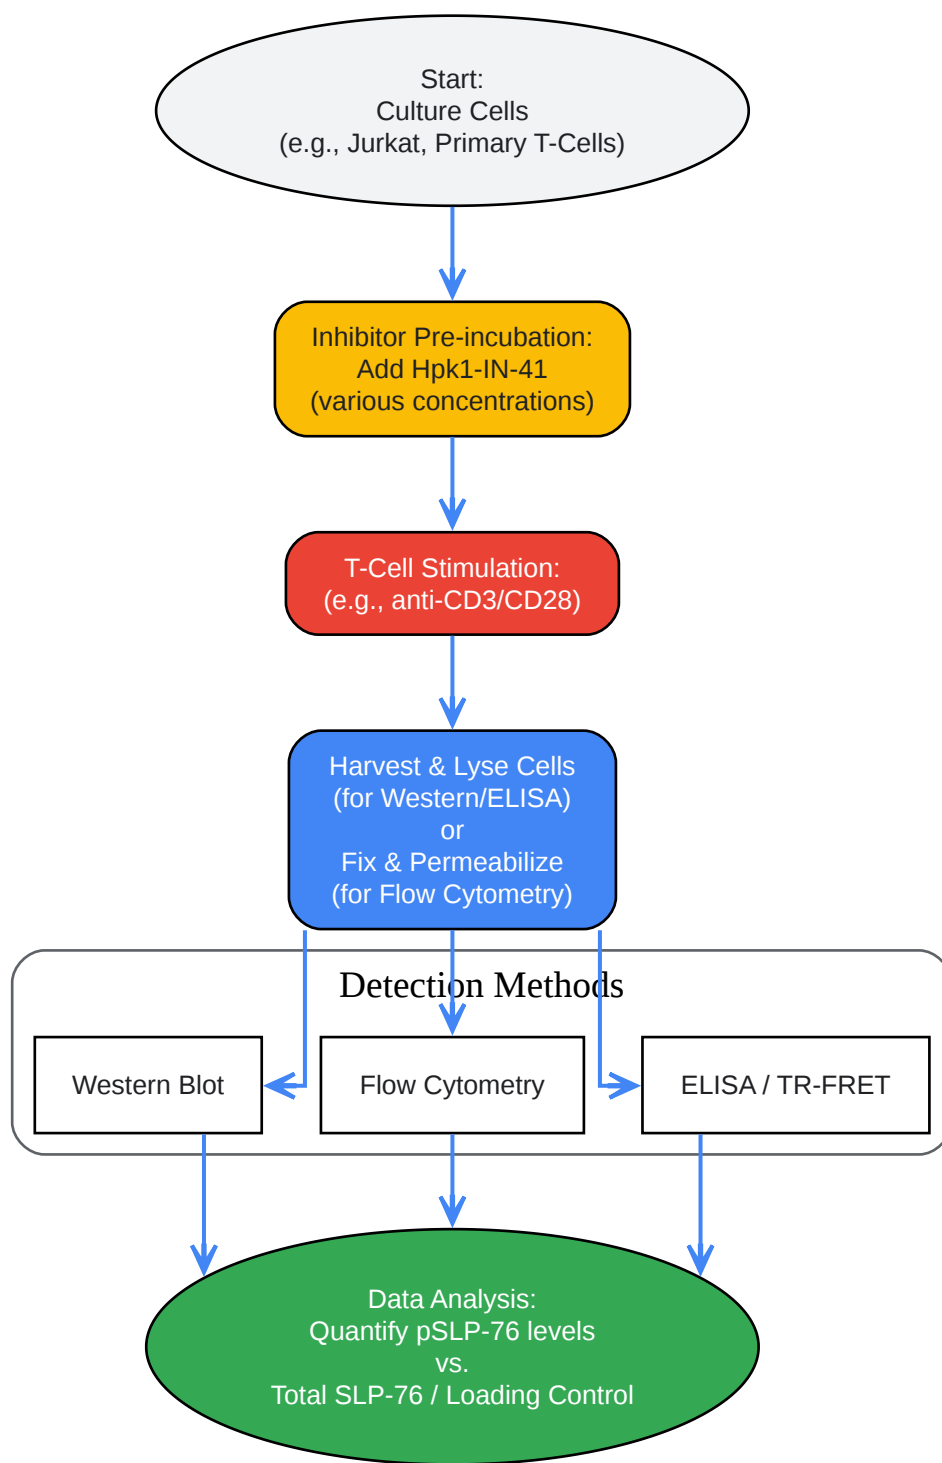 Start:
Culture Cells
(e.g., Jurkat, Primary T-Cells)
Inhibitor Pre-incubation:
Add Hpk1-IN-41
(various concentrations)
T-Cell Stimulation:
(e.g., anti-CD3/CD28)
Harvest & Lyse Cells
(for Western/ELISA)
or
Fix & Permeabilize
(for Flow Cytometry)
Detection Methods
Western Blot
Flow Cytometry
ELISA / TR-FRET
Data Analysis:
Quantify pSLP-76 levels
vs.
Total SLP-76 / Loading Control